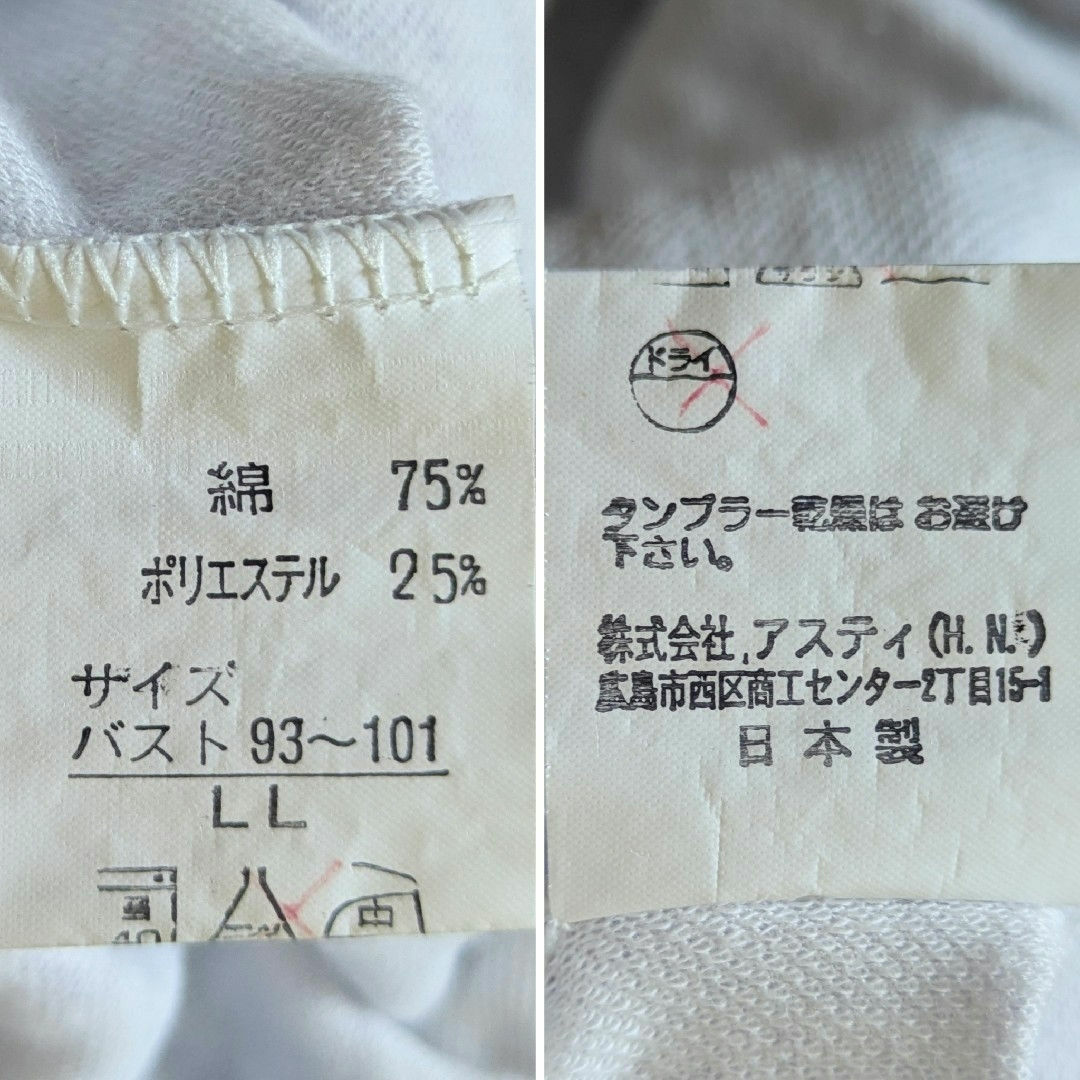 綿 75%
ポリエステル 25%
サイズ
バスト 93〜101
LL
中
ドライ
タンブラー乾燥は お避け
下さい。
株式会社 アスティ (H.N.)
広島市西区商工センター2丁目15-1
日本製